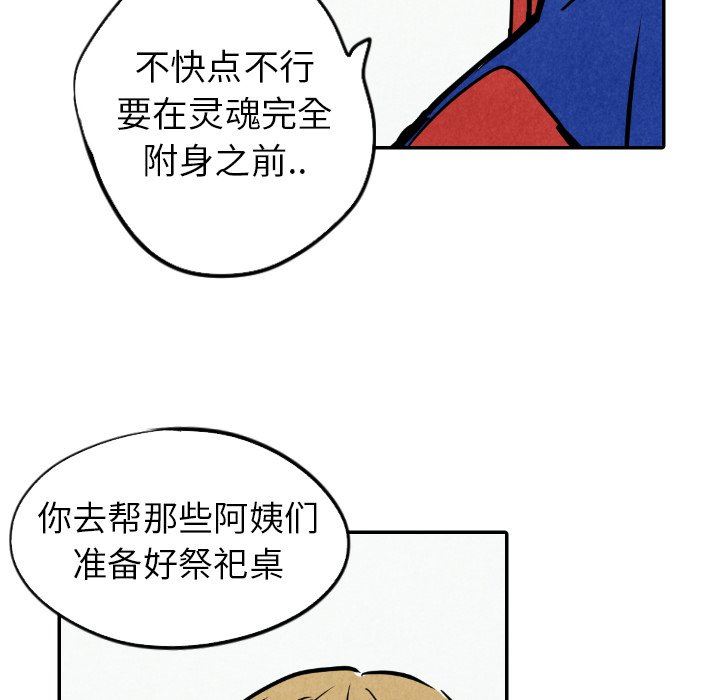 不快点不行
要在灵魂完全
附身之前..
你去帮那些阿姨们
准备好祭祀桌